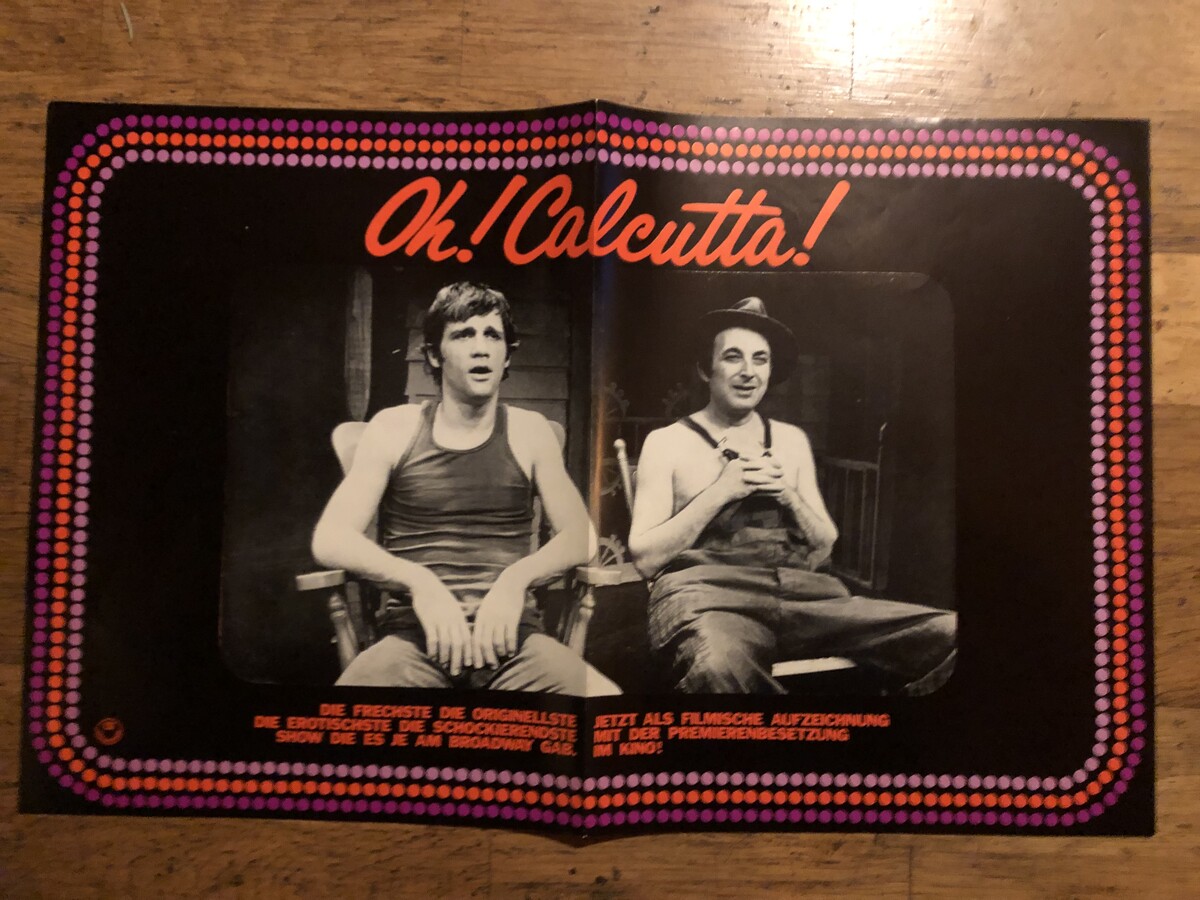 Oh! Calcutta!
DIE FRECHSTE DIE ORIGINELLSTE
DIE EROTISCHSTE DIE SCHOCKIERENDSTE
SHOW DIE ES JE AM BROADWAY GAB.
JETZT ALS FILMISCHE AUFZEICHNUNG
MIT DER PREMIERENBESETZUNG
IM KINO!